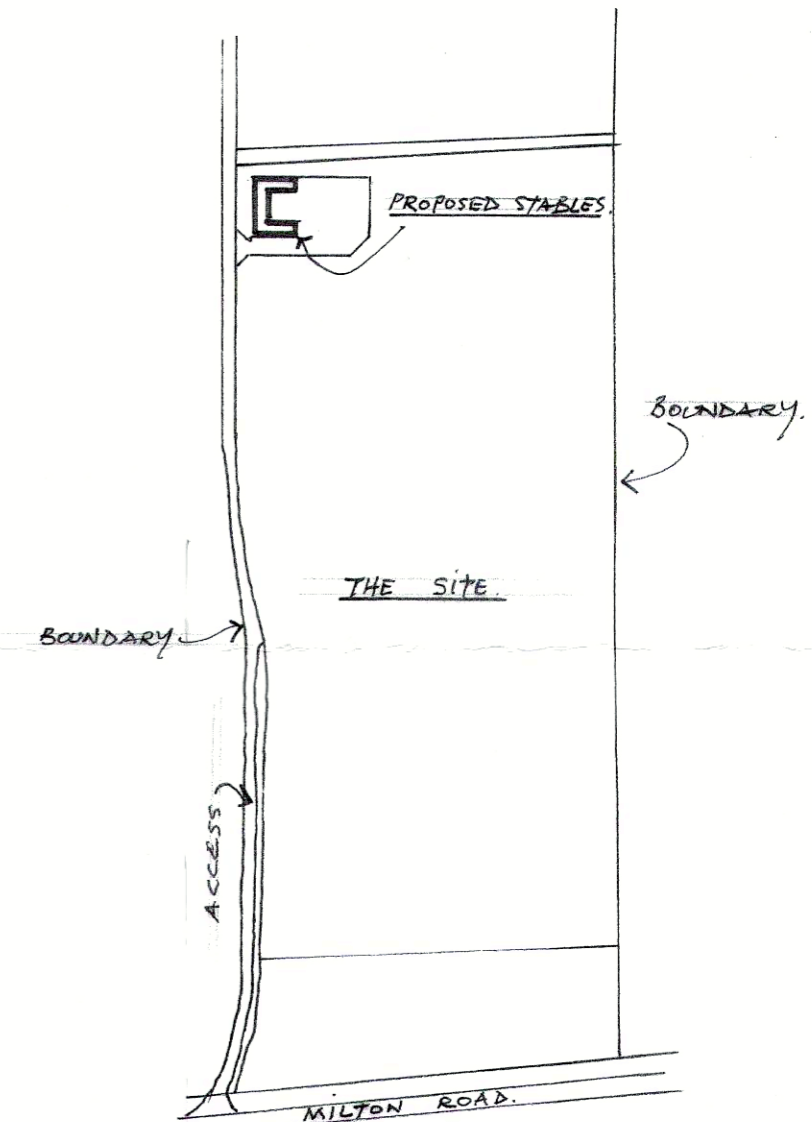 PROPOSED STABLES.
BOUNDARY.
THE SITE.
BOUNDARY
ACCESS
MILTON ROAD.